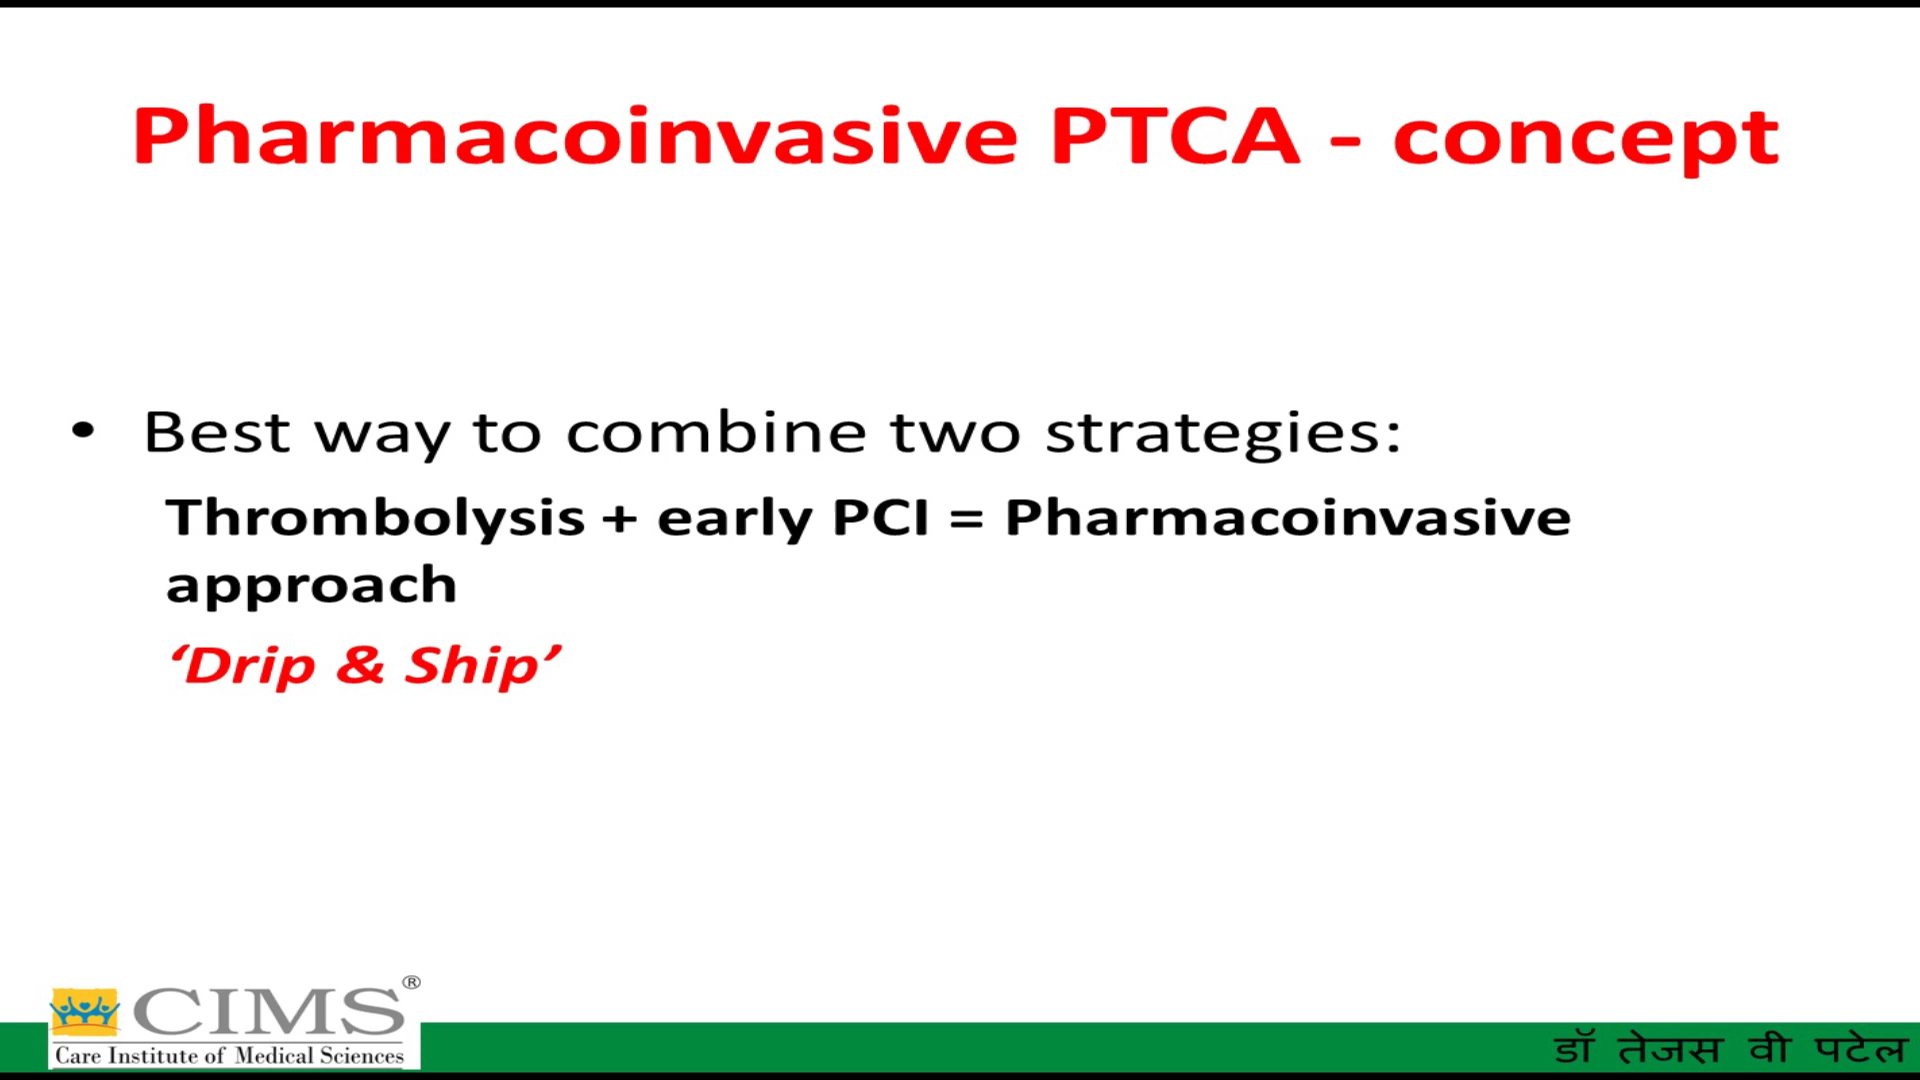 Pharmacoinvasive PTCA - concept
• Best way to combine two strategies:
Thrombolysis + early PCI = Pharmacoinvasive
approach
‘Drip & Ship’
CIMS®
Care Institute of Medical Sciences
डॉ तेजस वी पटेल